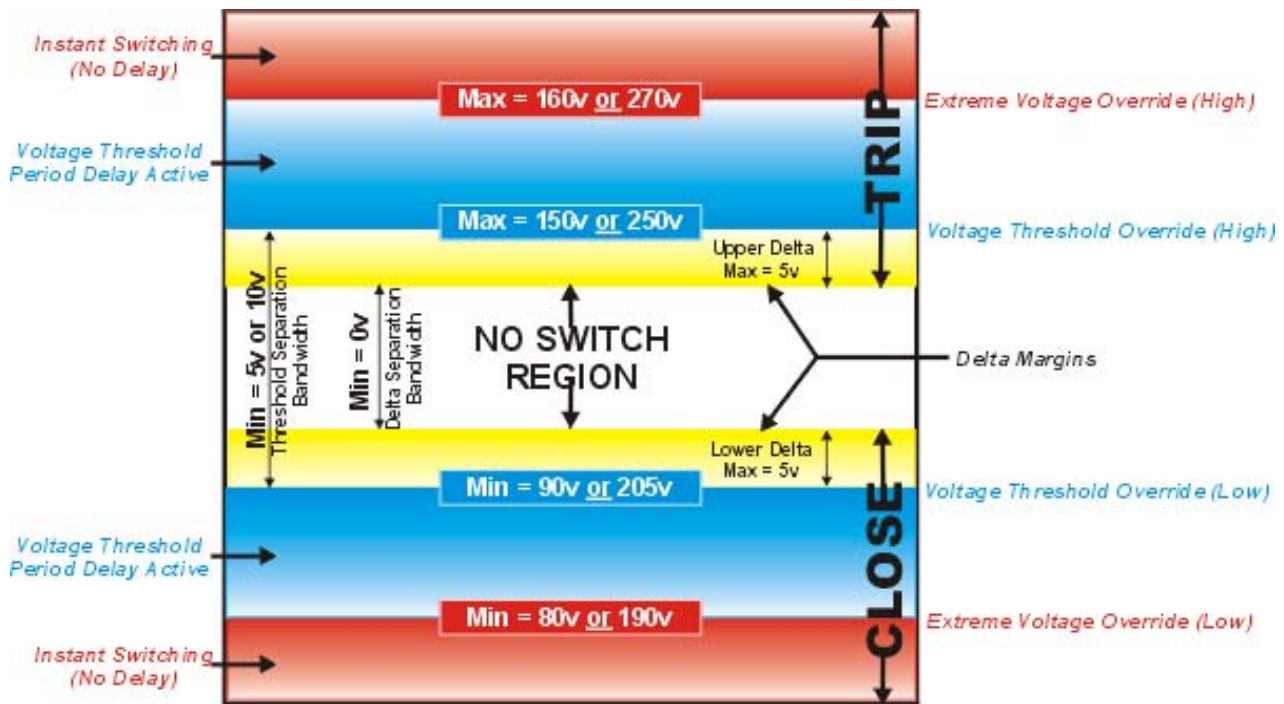 Instant Switching
(No Delay)
Max = 160v or 270v
Extreme Voltage Override (High)
TRIP
Voltage Threshold
Period Delay Active
Max = 150v or 250v
Voltage Threshold Override (High)
Upper Delta
Max = 5v
Min = 5v or 10v
Threshold Separation
Bandwidth
Min = 0v
Delta Separation
Bandwidth
NO SWITCH
REGION
Delta Margins
Lower Delta
Max = 5v
Min = 90v or 205v
Voltage Threshold Override (Low)
CLOSE
Voltage Threshold
Period Delay Active
Min = 80v or 190v
Extreme Voltage Override (Low)
Instant Switching
(No Delay)